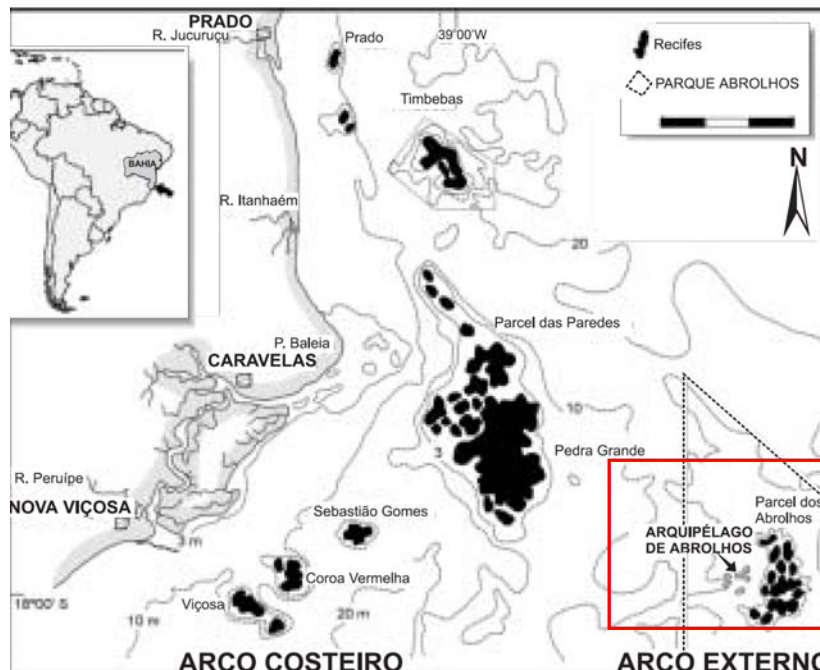 PRADO
R. Jucuruçu
Prado
39°00'W
Recifes
PARQUE ABROLHOS
Timbebas
N
BAHIA
R. Itanhaém
20
Parcel das Paredes
P. Baleia
CARAVELAS
10
3
Pedra Grande
R. Peruípe
NOVA VIÇOSA
Parcel dos
Abrolhos
ARQUIPÉLAGO
DE ABROLHOS
Sebastião Gomes
m
Coroa Vermelha
Viçosa
18°00' S
10 m
20 m
ARCO COSTEIRO
ARCO EXTERNO